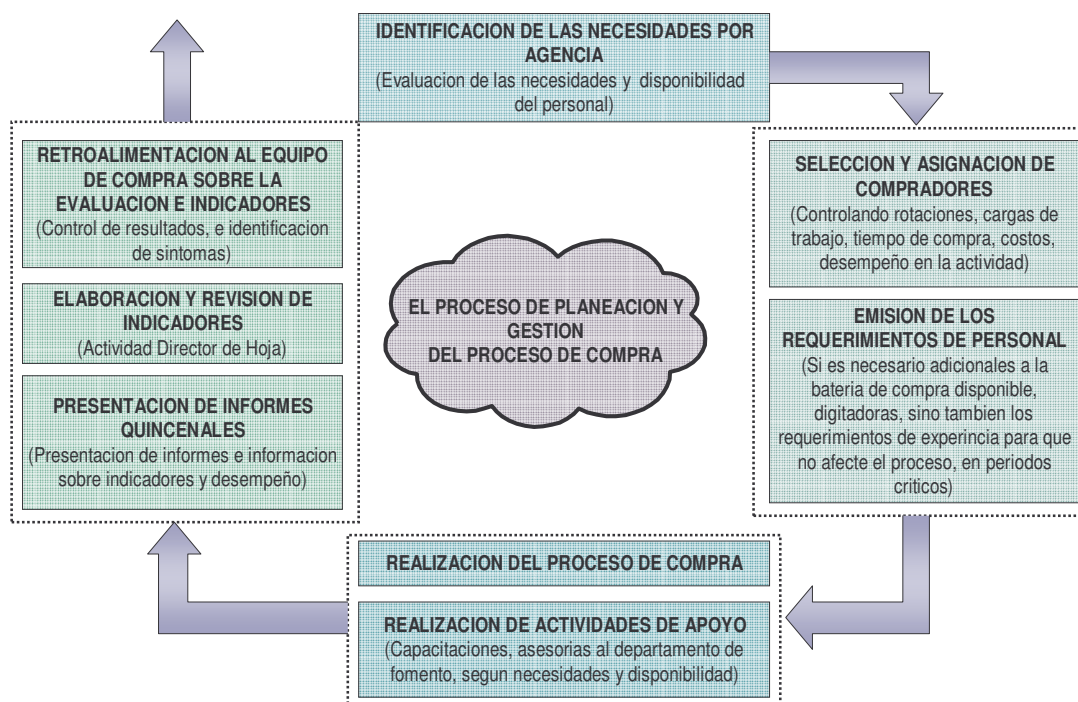 IDENTIFICACION DE LAS NECESIDADES POR
AGENCIA
(Evaluacion de las necesidades y disponibilidad
del personal)
SELECCION Y ASIGNACION DE
COMPRADORES
(Controlando rotaciones, cargas de
trabajo, tiempo de compra, costos,
desempeño en la actividad)
EMISION DE LOS
REQUERIMIENTOS DE PERSONAL
(Si es necesario adicionales a la
bateria de compra disponible,
digitadoras, sino tambien los
requerimientos de experincia para que
no afecte el proceso, en periodos
criticos)
REALIZACION DEL PROCESO DE COMPRA
REALIZACION DE ACTIVIDADES DE APOYO
(Capacitaciones, asesorias al departamento de
fomento, segun necesidades y disponibilidad)
RETROALIMENTACION AL EQUIPO
DE COMPRA SOBRE LA
EVALUACION E INDICADORES
(Control de resultados, e identificacion
de sintomas)
ELABORACION Y REVISION DE
INDICADORES
(Actividad Director de Hoja)
PRESENTACION DE INFORMES
QUINCENALES
(Presentacion de informes e informacion
sobre indicadores y desempeño)
EL PROCESO DE PLANEACION Y
GESTION
DEL PROCESO DE COMPRA